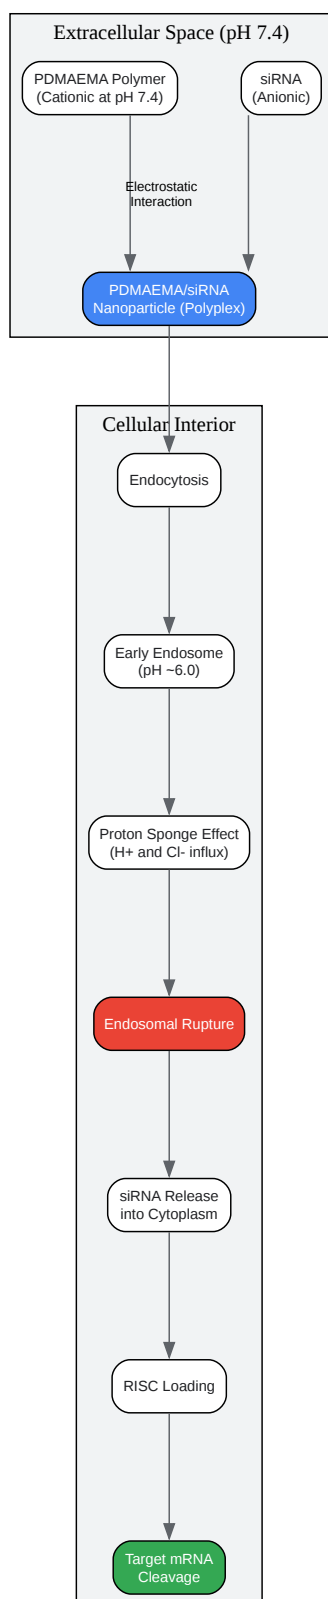 Extracellular Space (pH 7.4)
PDMAEMA Polymer
(Cationic at pH 7.4)
siRNA
(Anionic)
Electrostatic
Interaction
PDMAEMA/siRNA
Nanoparticle (Polyplex)
Cellular Interior
Endocytosis
Early Endosome
(pH ~6.0)
Proton Sponge Effect
(H+ and Cl- influx)
Endosomal Rupture
siRNA Release
into Cytoplasm
RISC Loading
Target mRNA
Cleavage